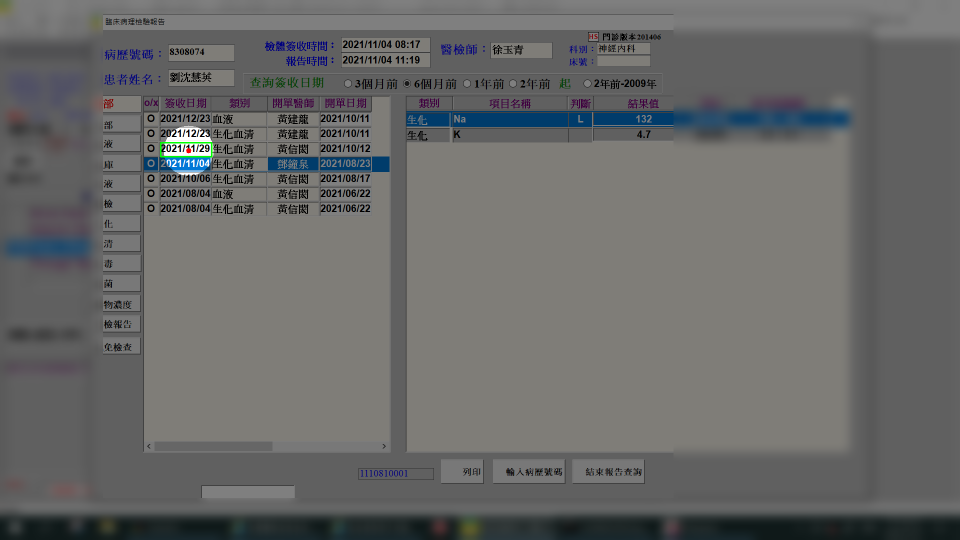 臨床病理檢驗報告
HS 門診版本201406
病歷號碼： 8308074 檢體簽收時間： 2021/11/04 08:17 醫檢師： 徐玉青 科別： 神經內科
報告時間： 2021/11/04 11:19 床號：
患者姓名： 劉沈慧英 查詢簽收日期 3個月前 6個月前 1年前 2年前 起 2年前-2009年
部 o/x 簽收日期 類別 開單醫師 開單日期
O 2021/12/23 血液 黃建龍 2021/10/11
O 2021/12/23 生化血清 黃建龍 2021/10/11
O 2021/11/29 生化血清 黃信閎 2021/10/12
O 2021/11/04 生化血清 鄧鐘泉 2021/08/23
O 2021/10/06 生化血清 黃信閎 2021/08/17
O 2021/08/04 血液 黃信閎 2021/06/22
O 2021/08/04 生化血清 黃信閎 2021/06/22
類別 項目名稱 判斷 結果值
生化 Na L 132
生化 K 4.7
部
液
庫
液
檢
化
清
毒
菌
物濃度
檢報告
免檢查
1110810001 列印 輸入病歷號碼 結束報告查詢